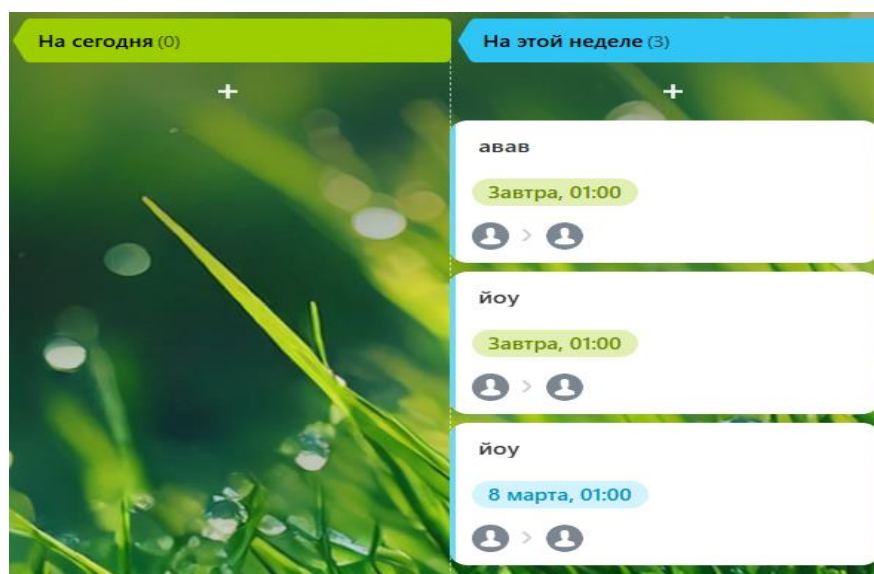 На сегодня (0)
На этой неделе (3)
+
+
авав
Завтра, 01:00
йоу
Завтра, 01:00
йоу
8 марта, 01:00